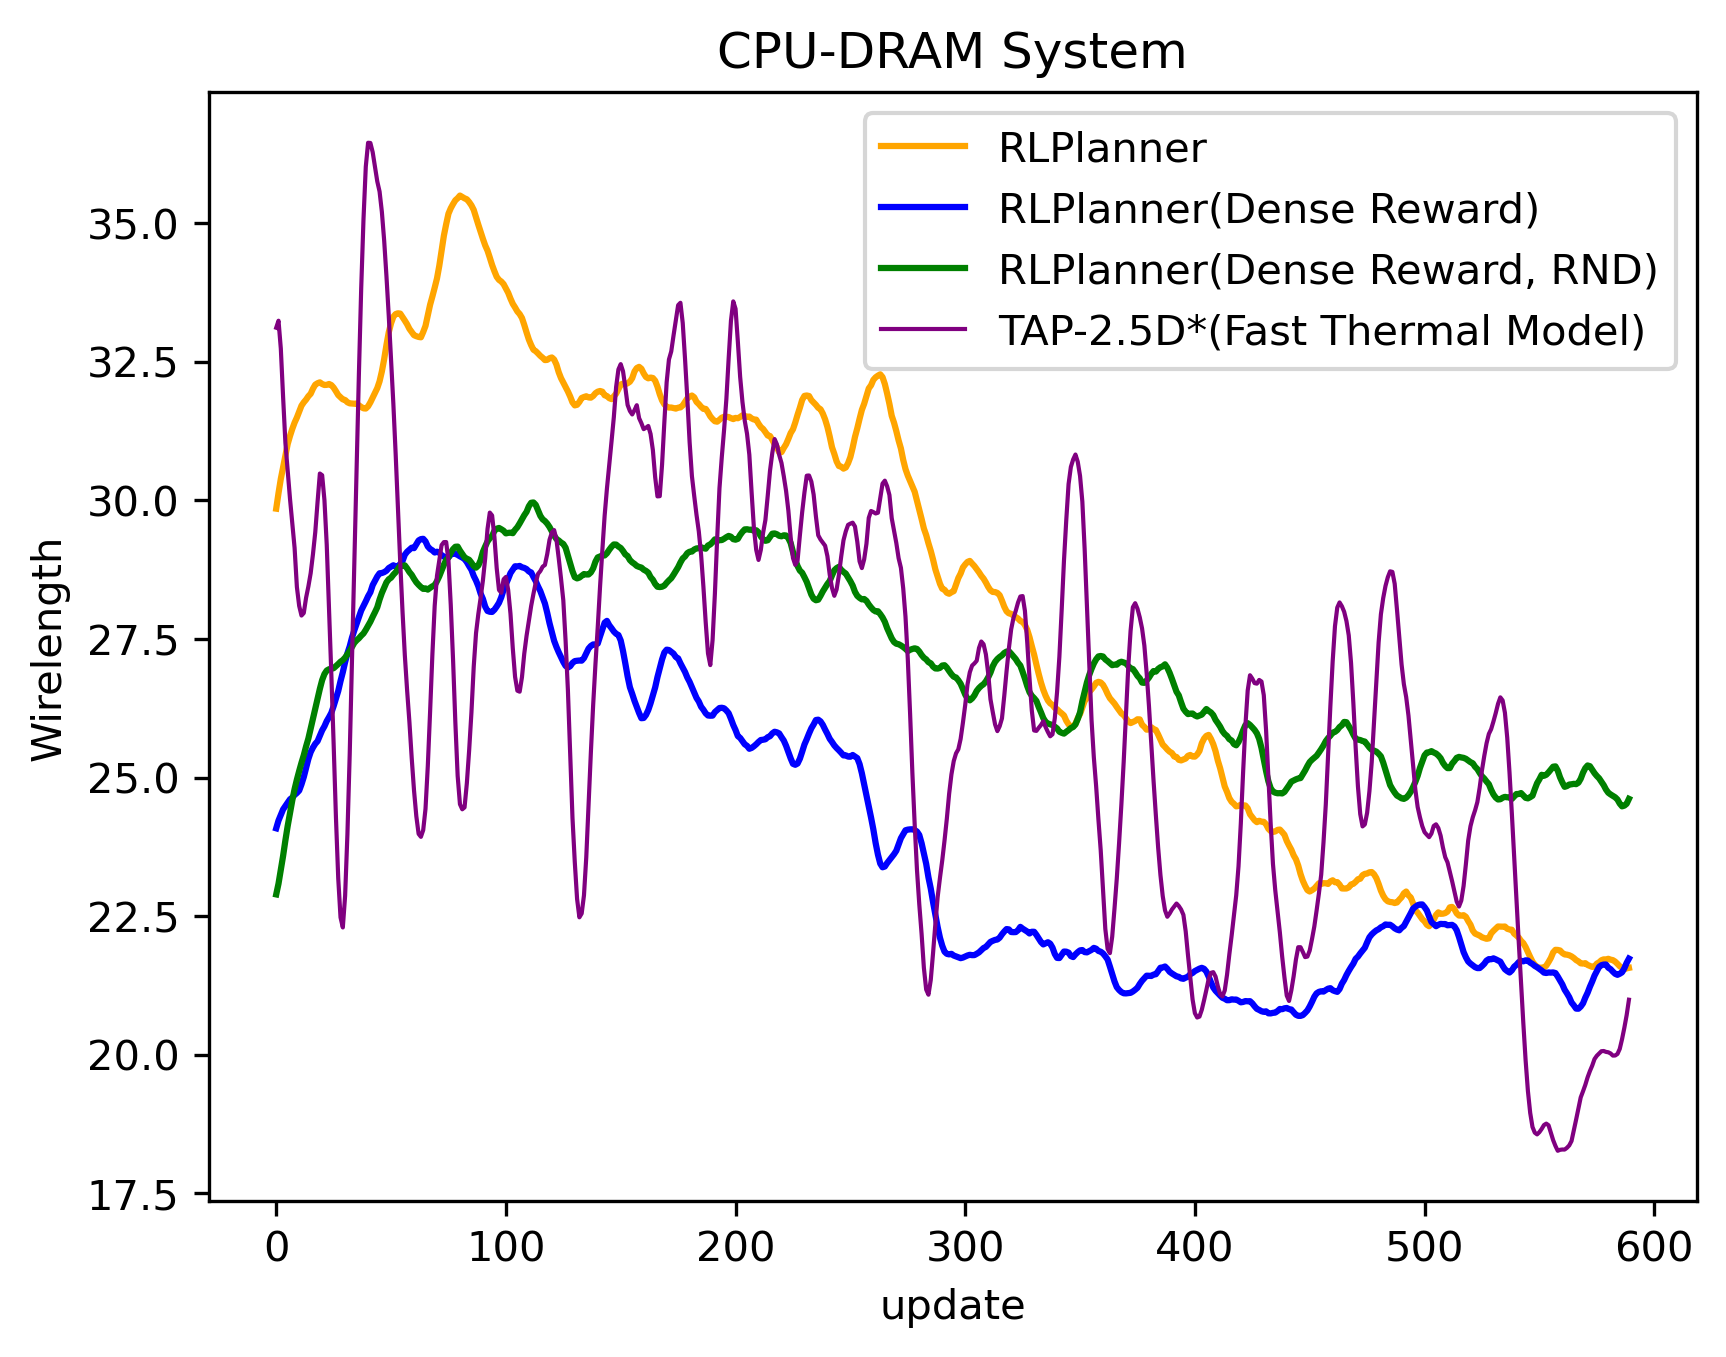 CPU-DRAM System
RLPlanner
RLPlanner(Dense Reward)
RLPlanner(Dense Reward, RND)
TAP-2.5D*(Fast Thermal Model)
Wirelength
35.0
32.5
30.0
27.5
25.0
22.5
20.0
17.5
0 100 200 300 400 500 600
update